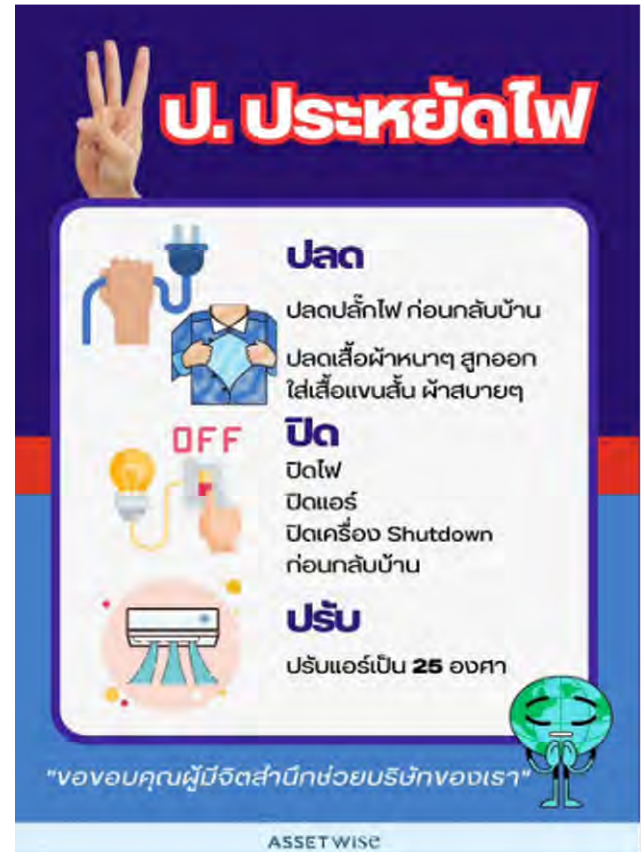 ป. ประหยัดไฟ
ปลด
ปลดปลั๊กไฟ ก่อนกลับบ้าน
ปลดเสื้อผ้าหนาๆ สูทออก
ใส่เสื้อแขนสั้น ผ้าสบายๆ
OFF
ปิด
ปิดไฟ
ปิดแอร์
ปิดเครื่อง Shutdown
ก่อนกลับบ้าน
ปรับ
ปรับแอร์เป็น 25 องศา
"ขอขอบคุณผู้มีจิตสำนึกช่วยบริษัทของเรา"
ASSETWISE